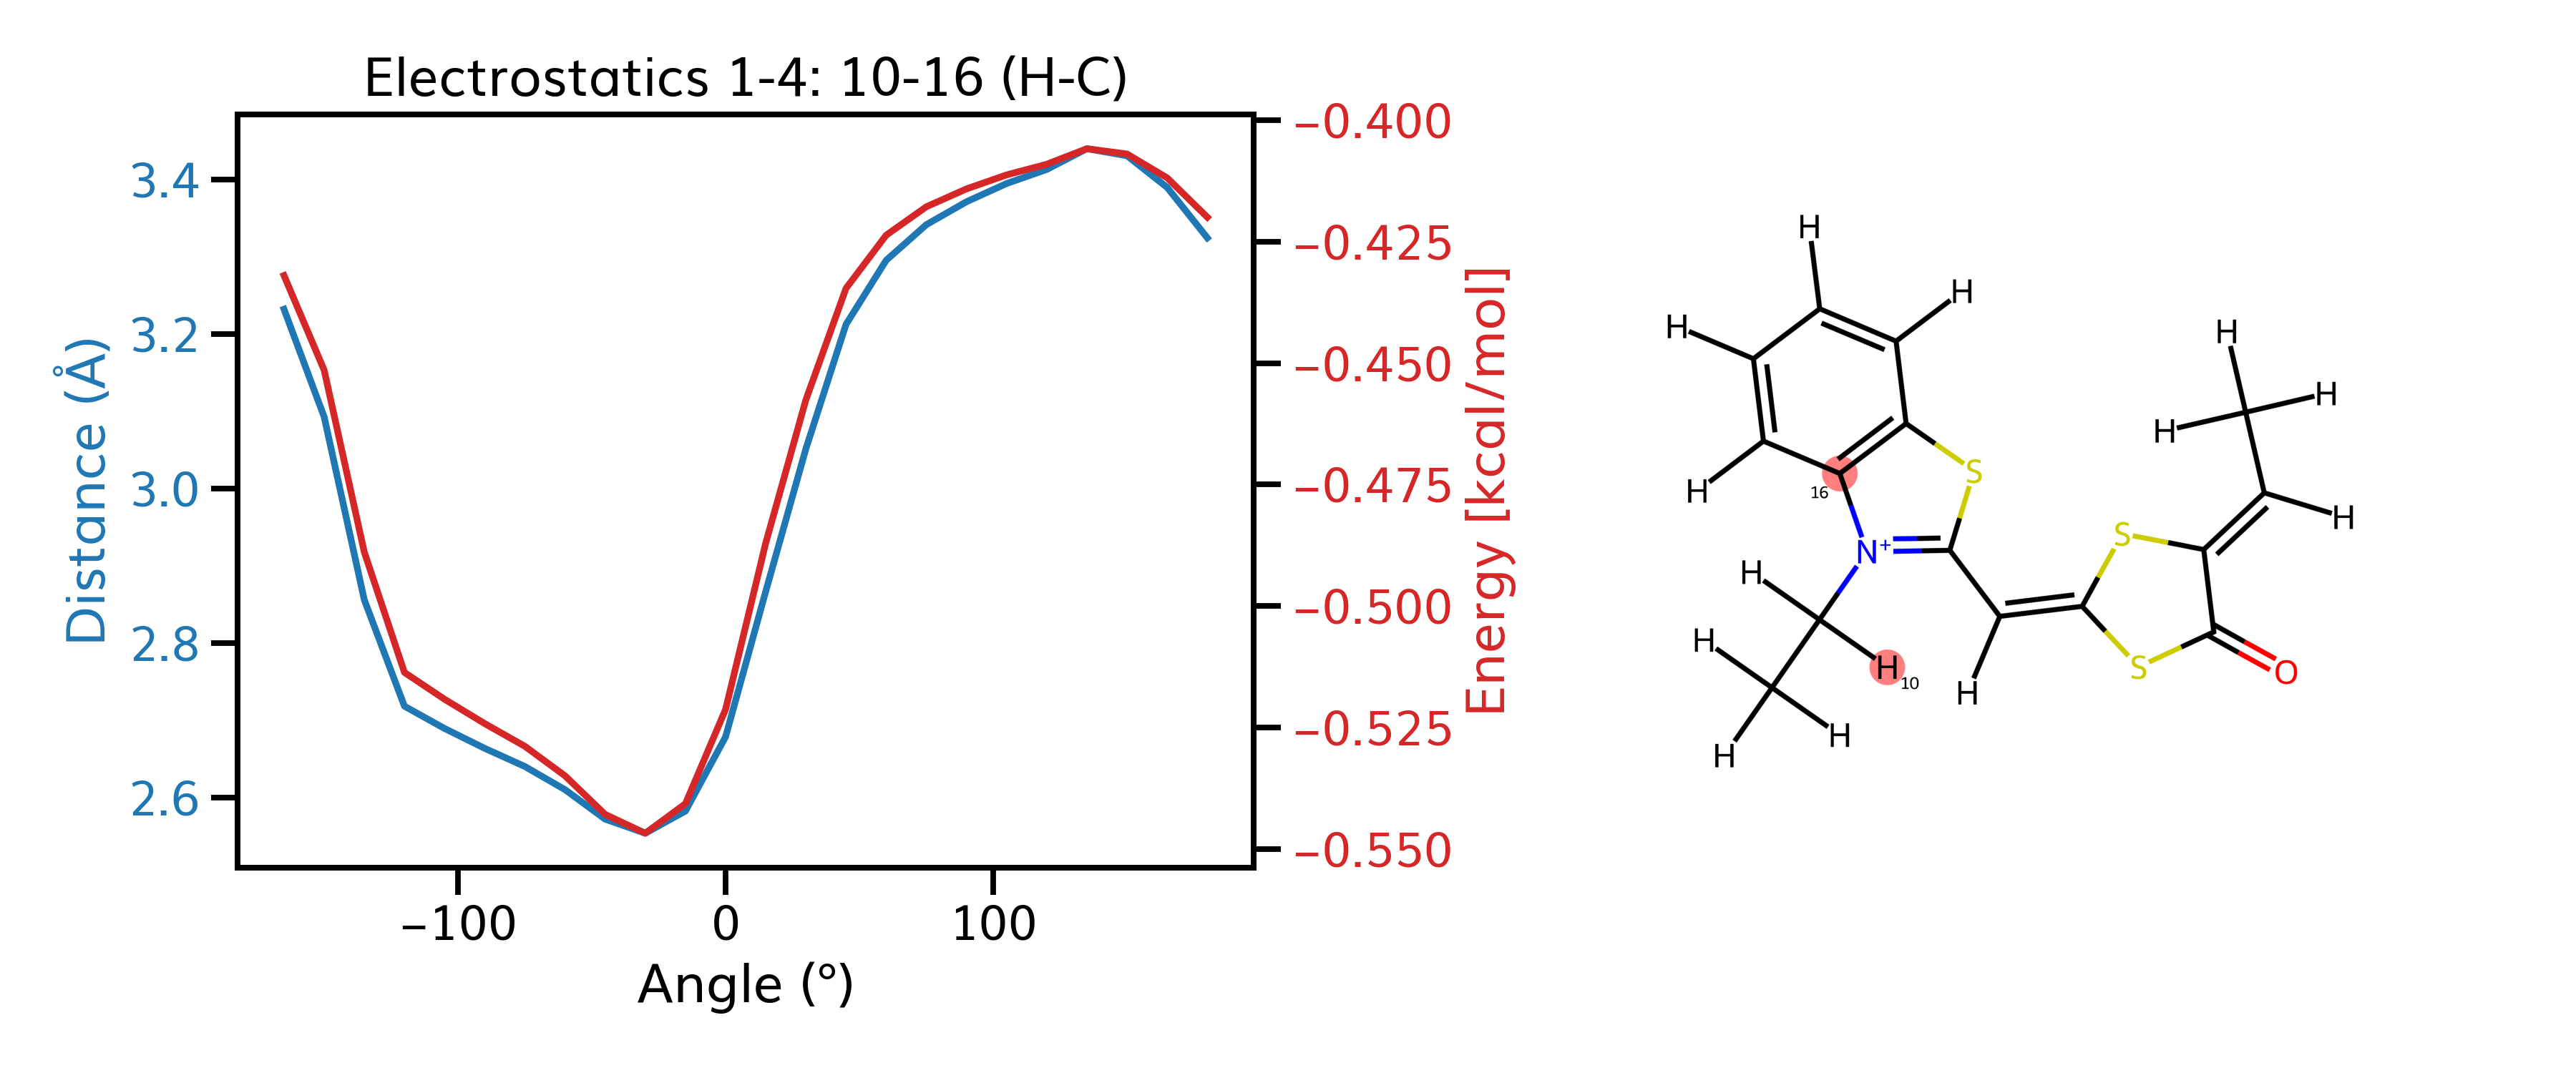 Electrostatics 1-4: 10-16 (H-C)
Distance (Å)
3.4
3.2
3.0
2.8
2.6
−0.400
−0.425
−0.450
−0.475
−0.500
−0.525
−0.550
Energy [kcal/mol]
−100
0
100
Angle (°)
H
H
H
H
H
H
H
S
16
S
H
N+
H
H
H
10
H
S
O
H
H